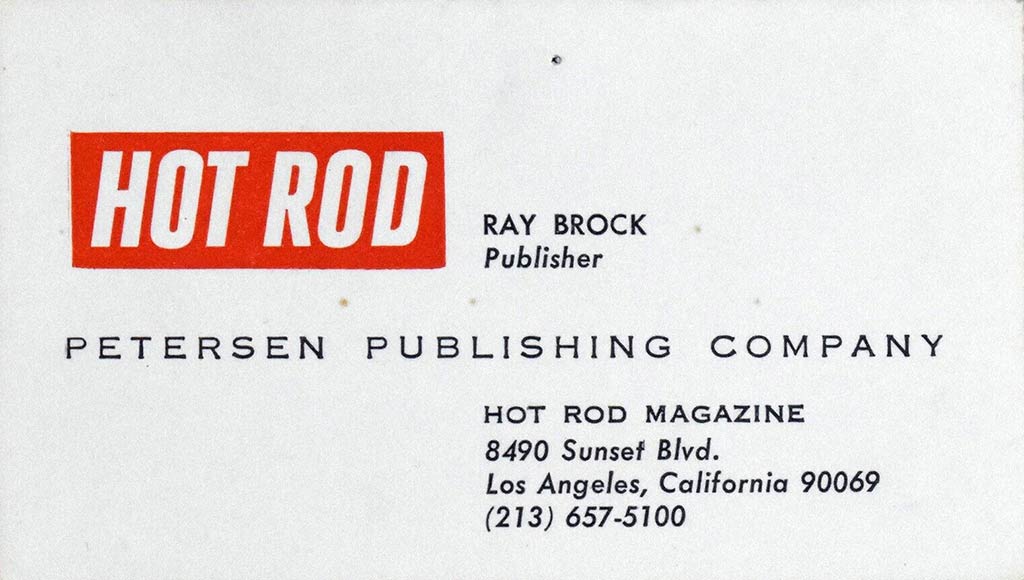 HOT ROD
RAY BROCK
Publisher
PETERSEN PUBLISHING COMPANY
HOT ROD MAGAZINE
8490 Sunset Blvd.
Los Angeles, California 90069
(213) 657-5100